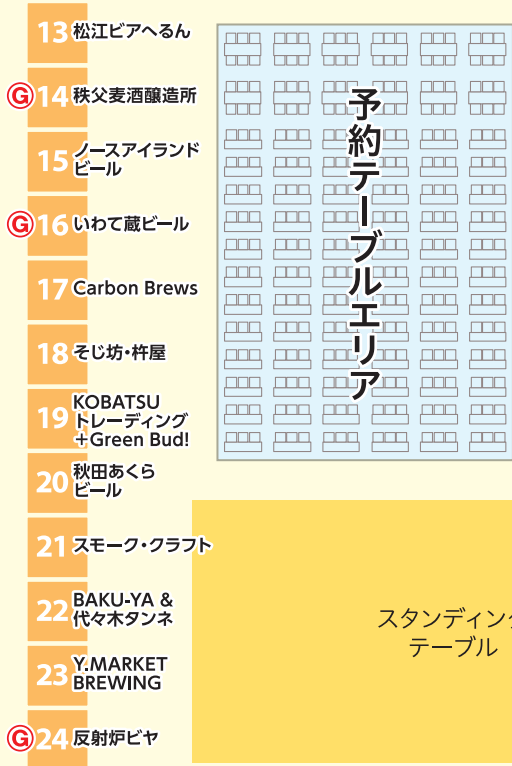 13 松江ビアへるん
G 14 秩父麦酒醸造所
15 ノースアイランド
ビール
G 16 いわて蔵ビール
17 Carbon Brews
18 そじ坊・杵屋
19 KOBATSU
トレーディング
+Green Bud!
20 秋田あくら
ビール
21 スモーク・クラフト
22 BAKU-YA &
代々木タンネ
23 Y.MARKET
BREWING
G 24 反射炉ビヤ
予約テーブルエリア
スタンディング
テーブル